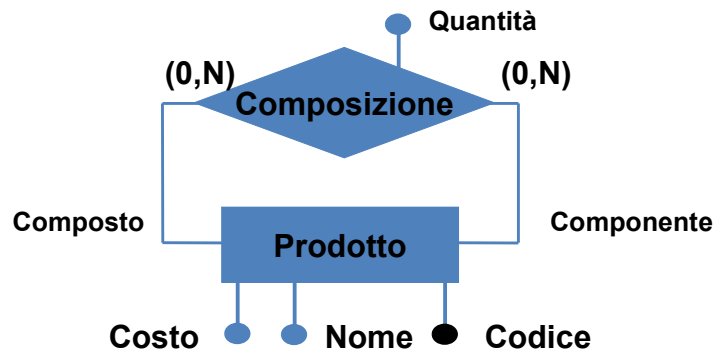 Quantità
(0,N) (0,N)
Composizione
Composto Componente
Prodotto
Costo Nome Codice